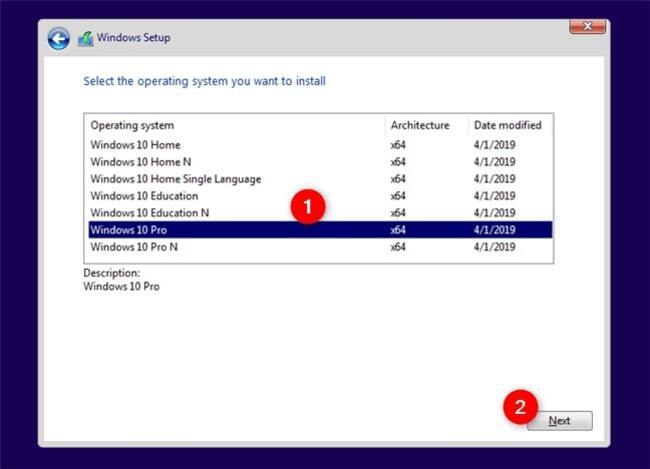 Windows Setup
Select the operating system you want to install
Operating system Architecture Date modified
Windows 10 Home x64 4/1/2019
Windows 10 Home N x64 4/1/2019
Windows 10 Home Single Language x64 4/1/2019
Windows 10 Education x64 4/1/2019
Windows 10 Education N x64 4/1/2019
1
Windows 10 Pro x64 4/1/2019
Windows 10 Pro N x64 4/1/2019
Description:
Windows 10 Pro
2
Next